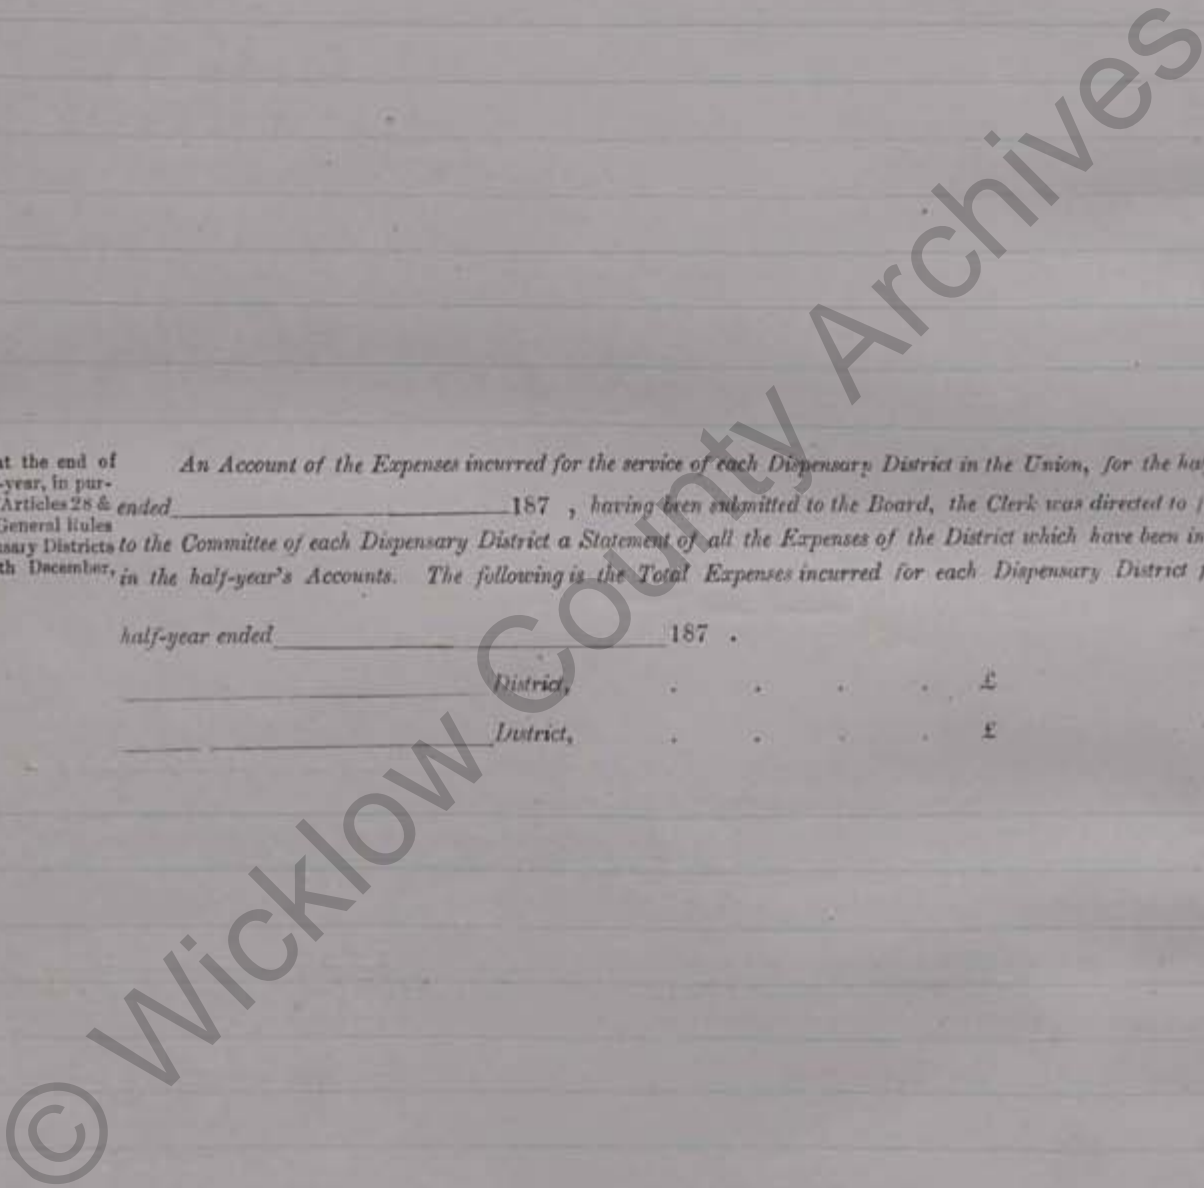 at the end of
-year, in pur-
Articles 28 &
General Rules
sary Districts
th December,
An Account of the Expenses incurred for the service of each Dispensary District in the Union, for the ha
ended 187 , having been submitted to the Board, the Clerk was directed to
to the Committee of each Dispensary District a Statement of all the Expenses of the District which have been in
in the half-year's Accounts. The following is the Total Expenses incurred for each Dispensary District
half-year ended 187 .
District, . . . . £
District, . . . . £
© Wicklow County Archives